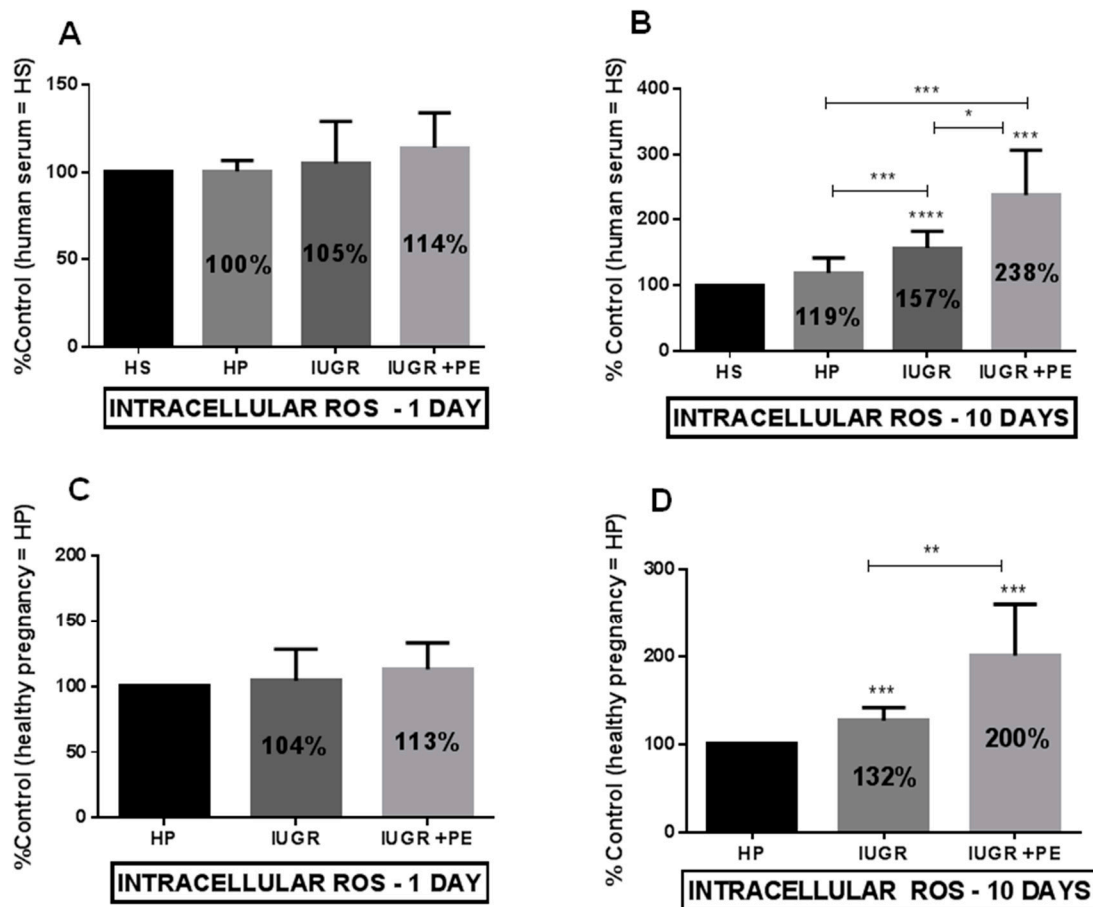 A
%Control (human serum = HS)
150
100
50
0
100%
105%
114%
HS HP IUGR IUGR +PE
INTRACELLULAR ROS - 1 DAY
B
% Control (human serum = HS)
400
300
200
100
0
***
*
***
***
****
119%
157%
238%
HS HP IUGR IUGR +PE
INTRACELLULAR ROS - 10 DAYS
C
%Control (healthy pregnancy = HP)
200
150
100
50
0
104%
113%
HP IUGR IUGR +PE
INTRACELLULAR ROS - 1 DAY
D
% Control (healthy pregnancy = HP)
300
200
100
0
**
***
***
132%
200%
HP IUGR IUGR +PE
INTRACELLULAR ROS - 10 DAYS